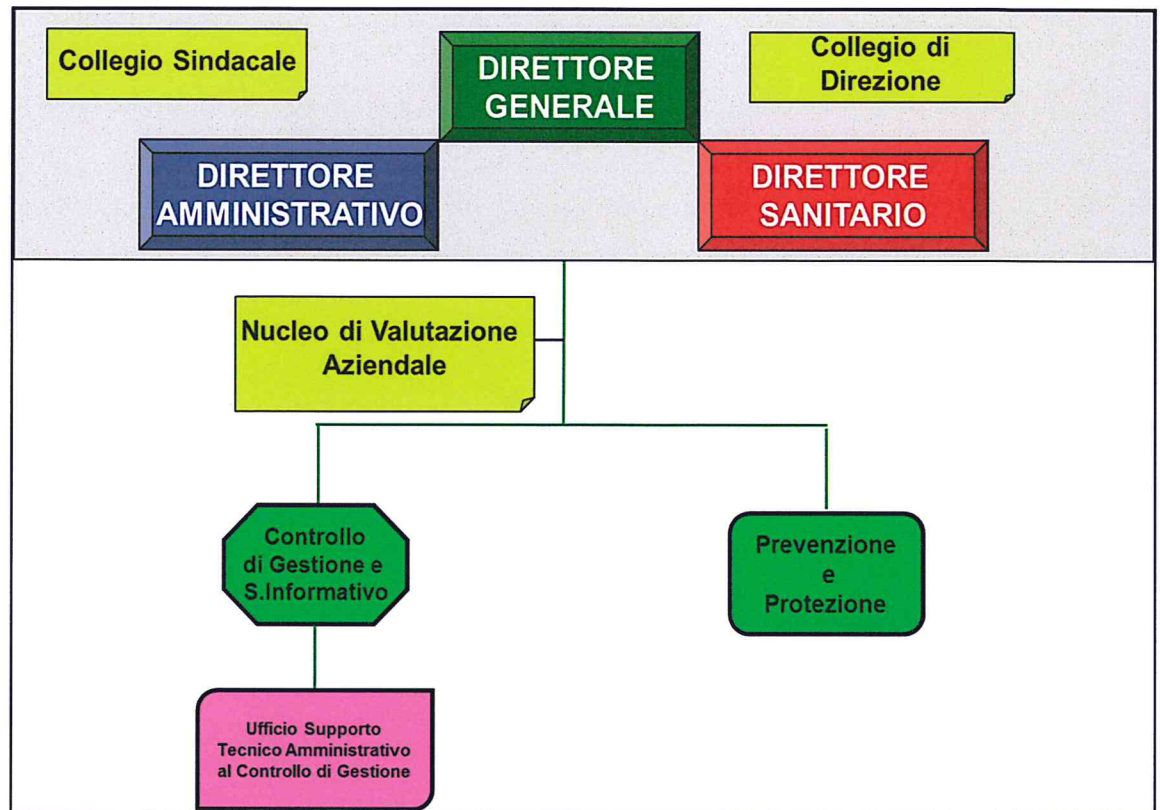 Collegio Sindacale
DIRETTORE
GENERALE
Collegio di
Direzione
DIRETTORE
AMMINISTRATIVO
DIRETTORE
SANITARIO
Nucleo di Valutazione
Aziendale
Controllo
di Gestione e
S.Informativo
Prevenzione
e
Protezione
Ufficio Supporto
Tecnico Amministrativo
al Controllo di Gestione